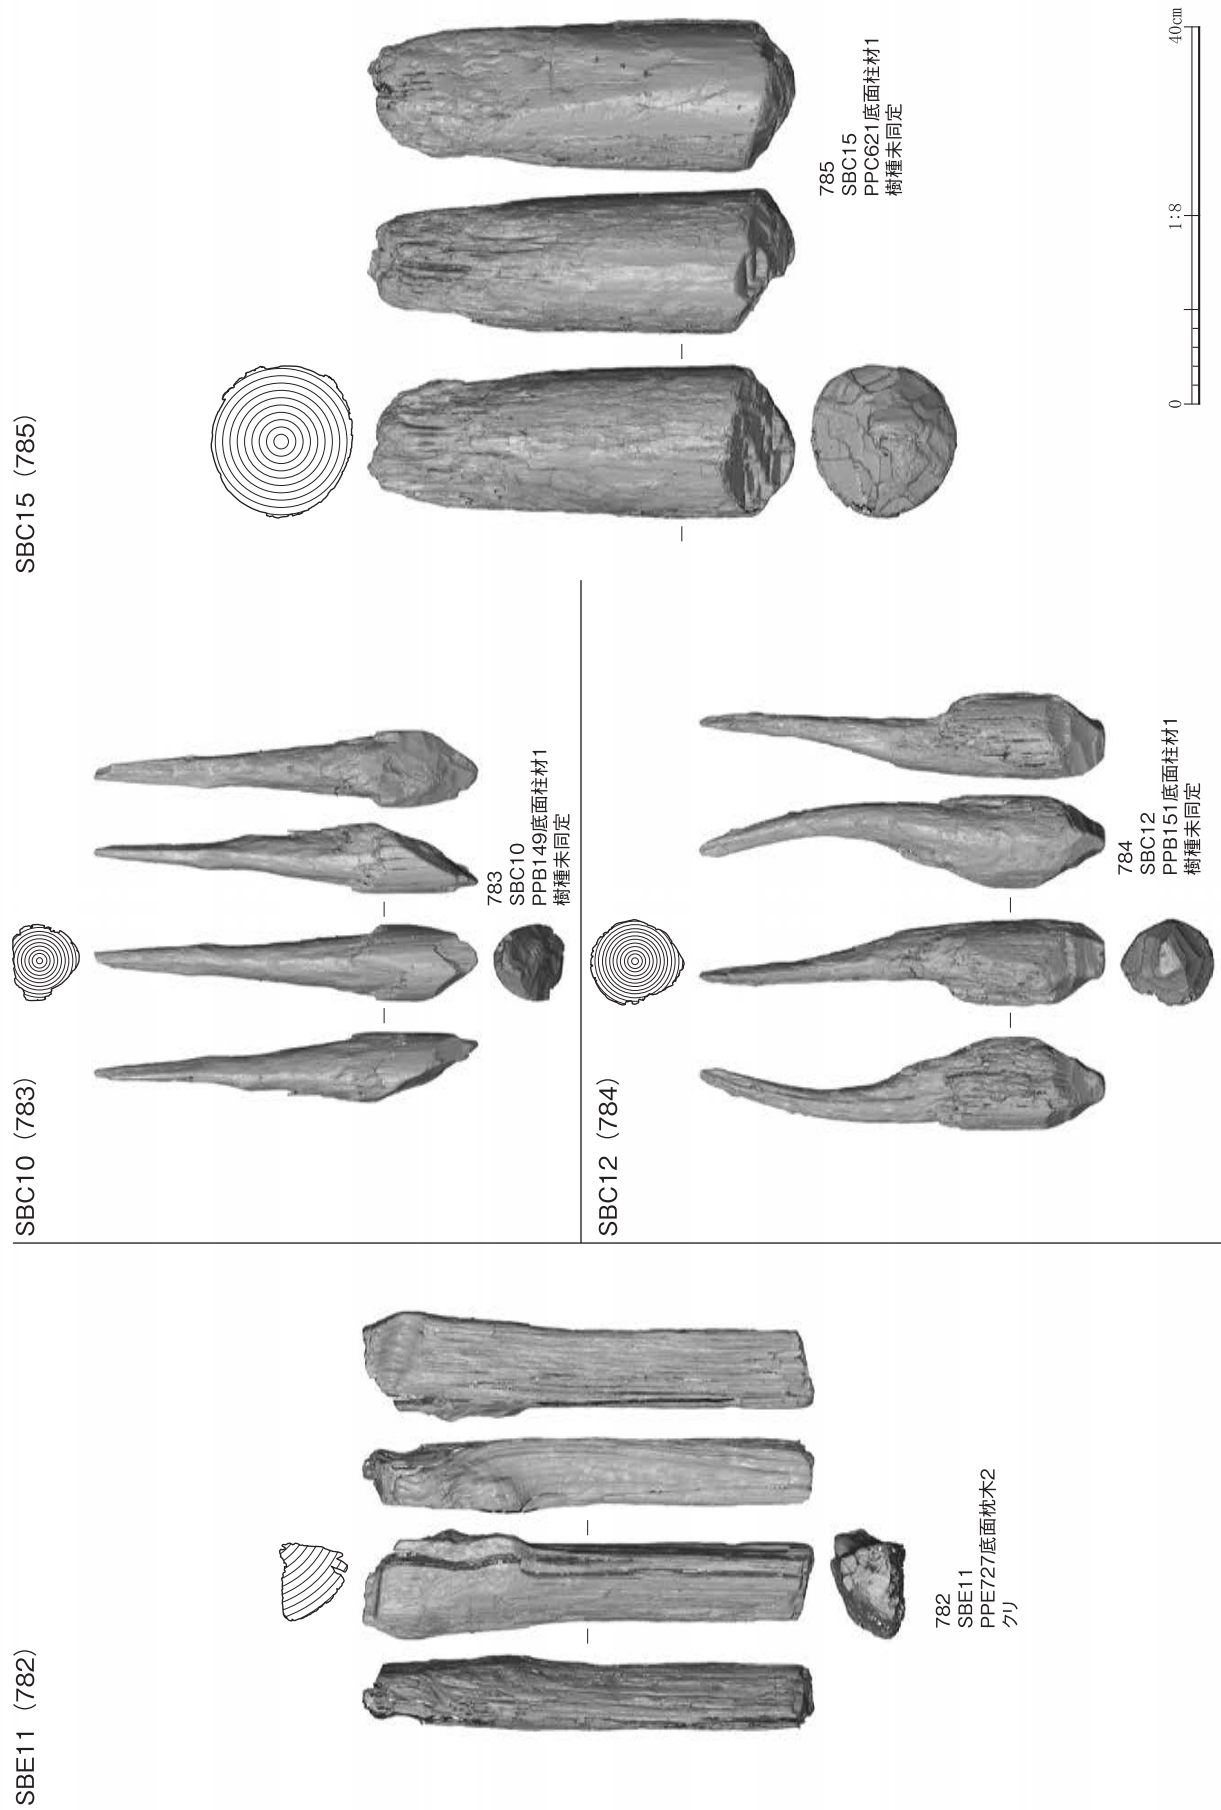 SBE11（782）
782
SBE11
PPE727底面枕木2
クリ
SBC10（783）
783
SBC10
PPB149底面柱材1
樹種未同定
SBC12（784）
784
SBC12
PPB151底面柱材1
樹種未同定
SBC15（785）
785
SBC15
PPC621底面柱材1
樹種未同定
0 1:8 40cm